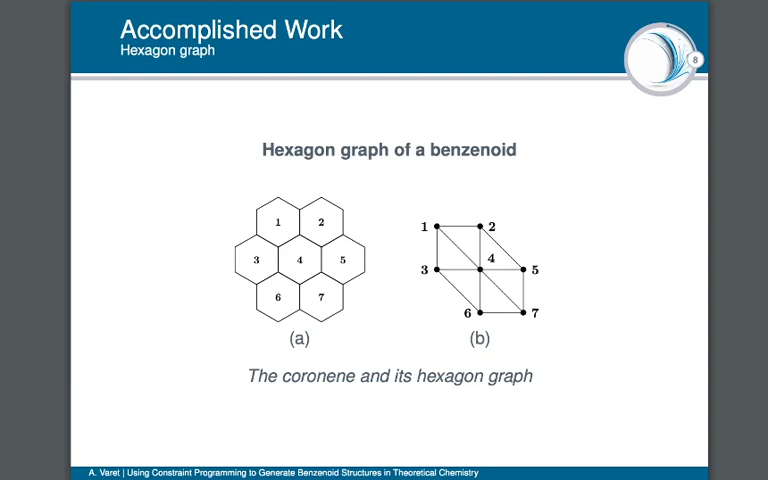 Accomplished Work
Hexagon graph
8
Hexagon graph of a benzenoid
1 2
3 4 5
6 7
1 2
4
3 5
6 7
(a) (b)
The coronene and its hexagon graph
A. Varet | Using Constraint Programming to Generate Benzenoid Structures in Theoretical Chemistry